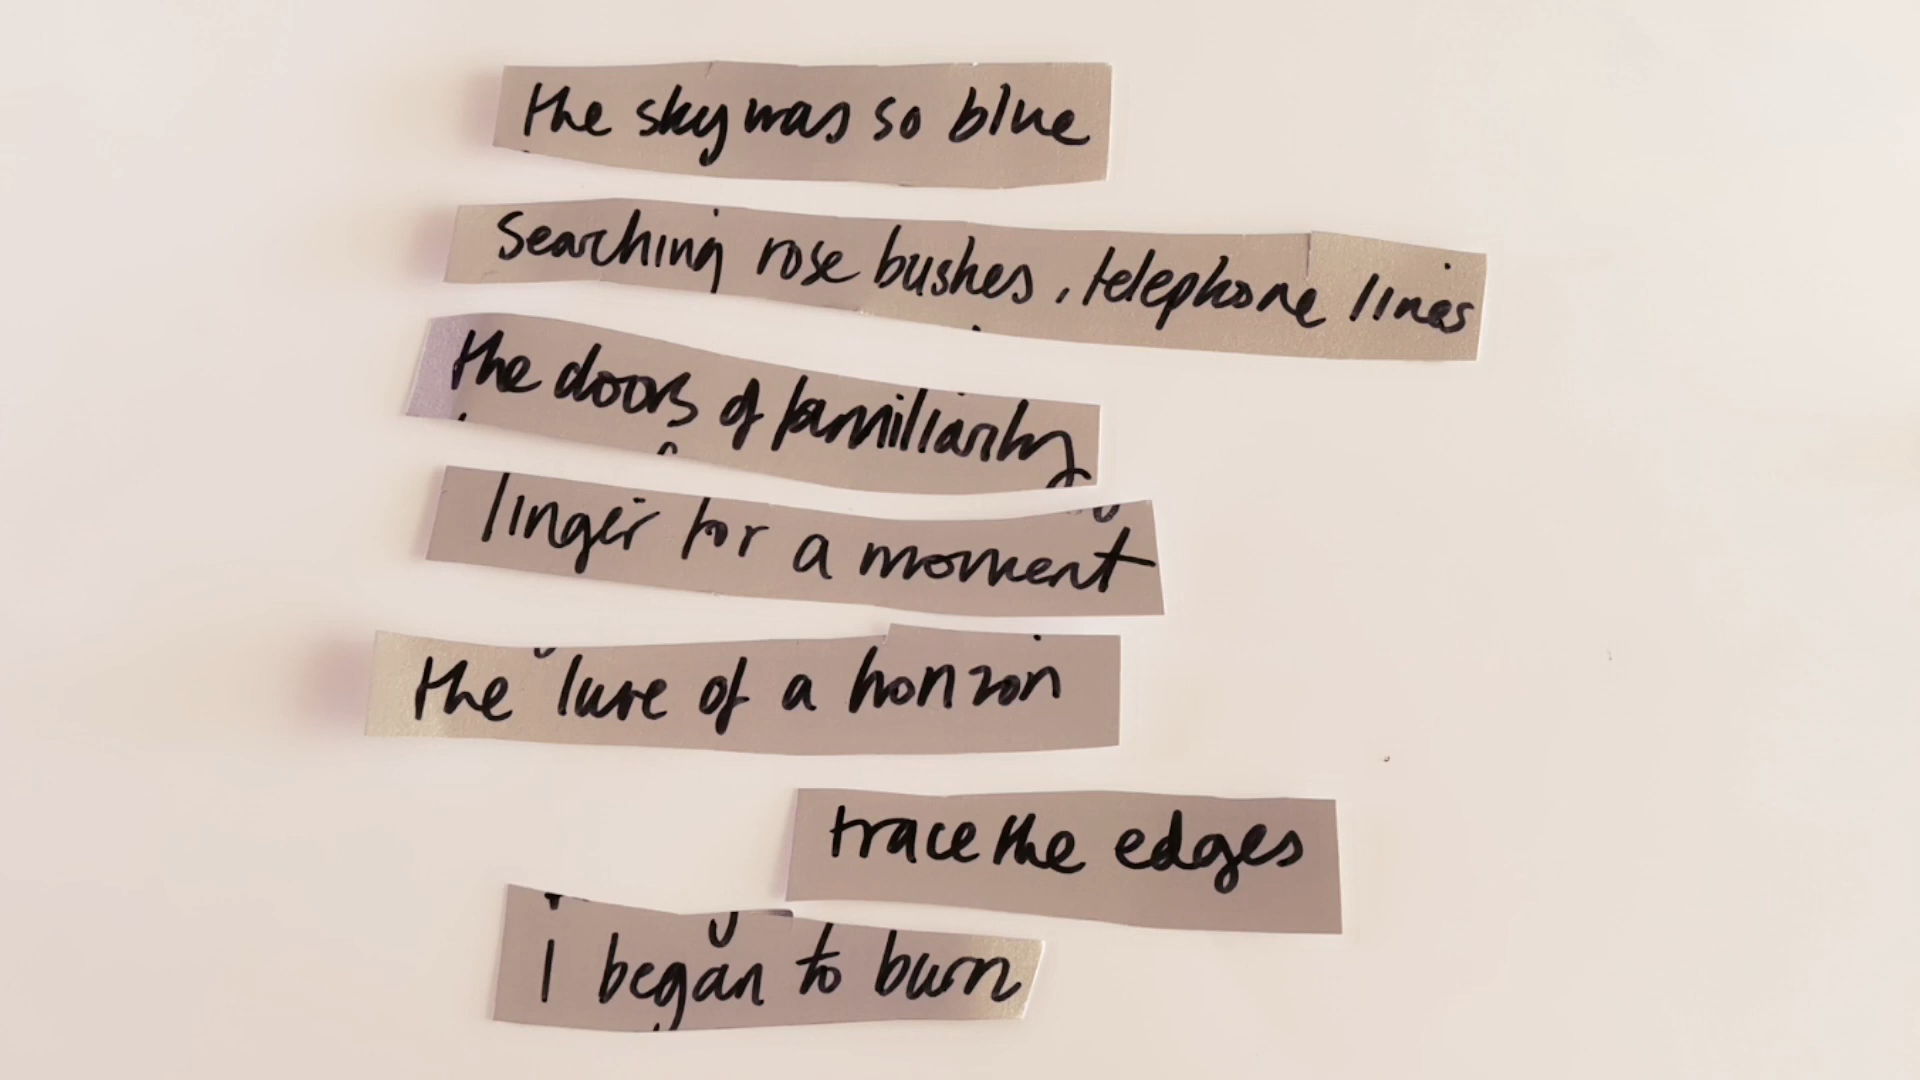 the sky was so blue
searching rose bushes, telephone lines
the doors of familiarity
linger for a moment
the lure of a horizon
trace the edges
I began to burn